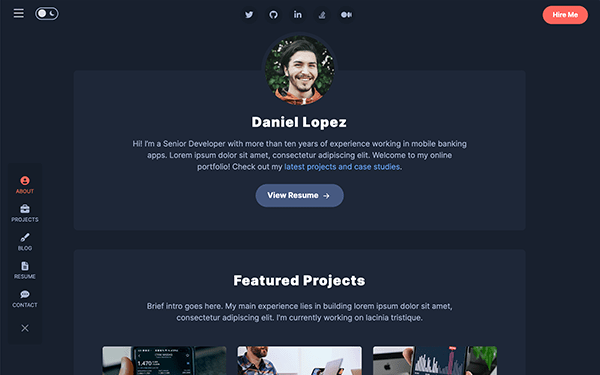 Hire Me
Daniel Lopez
Hi! I'm a Senior Developer with more than ten years of experience working in mobile banking
apps. Lorem ipsum dolor sit amet, consectetur adipiscing elit. Welcome to my online
portfolio! Check out my latest projects and case studies.
View Resume →
ABOUT
PROJECTS
BLOG
RESUME
CONTACT
Featured Projects
Brief intro goes here. My main experience lies in building lorem ipsum dolor sit amet,
consectetur adipiscing elit. I'm currently working on lacinia tristique.
1.470